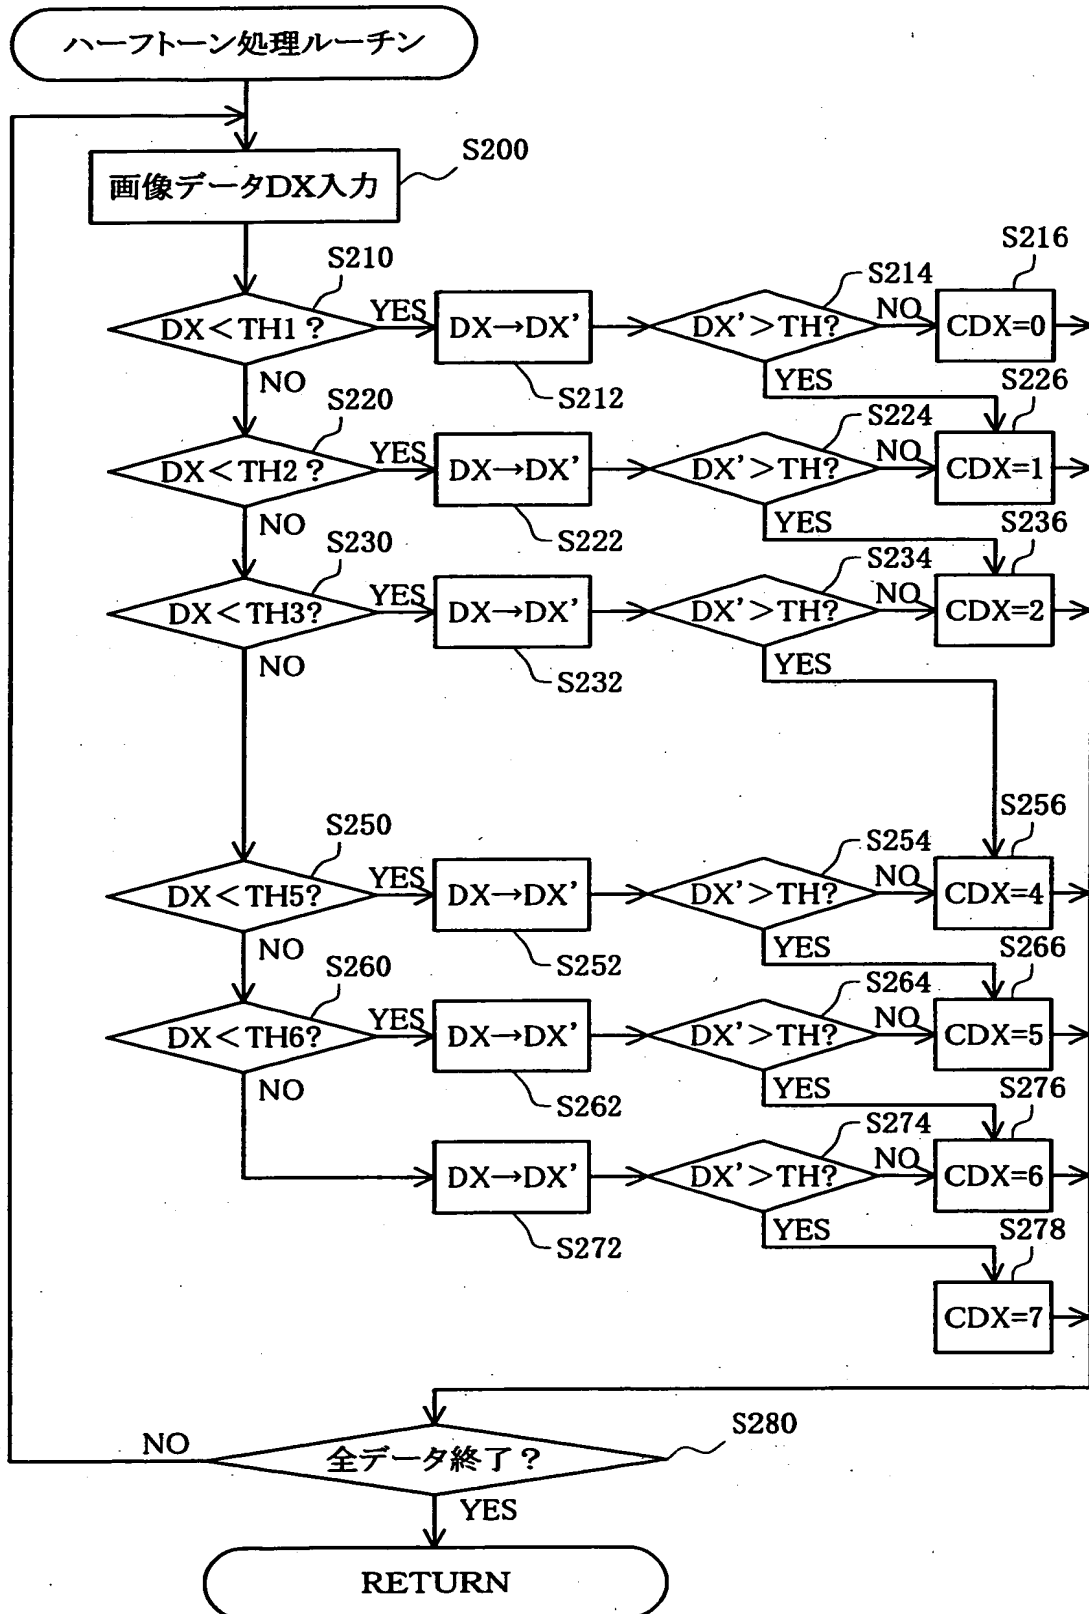 ハーフトーン処理ルーチン
S200
画像データDX入力
S210
DX<TH1?
YES
DX→DX'
S212
S214
DX'>TH?
NO
S216
CDX=0
NO
YES
S220
DX<TH2?
YES
DX→DX'
S222
S224
DX'>TH?
NO
S226
CDX=1
NO
YES
S230
DX<TH3?
YES
DX→DX'
S232
S234
DX'>TH?
NO
S236
CDX=2
NO
YES
S250
DX<TH5?
YES
DX→DX'
S252
S254
DX'>TH?
NO
S256
CDX=4
NO
YES
S260
DX<TH6?
YES
DX→DX'
S262
S264
DX'>TH?
NO
S266
CDX=5
NO
YES
DX→DX'
S272
S274
DX'>TH?
NO
S276
CDX=6
YES
S278
CDX=7
S280
全データ終了?
NO
YES
RETURN